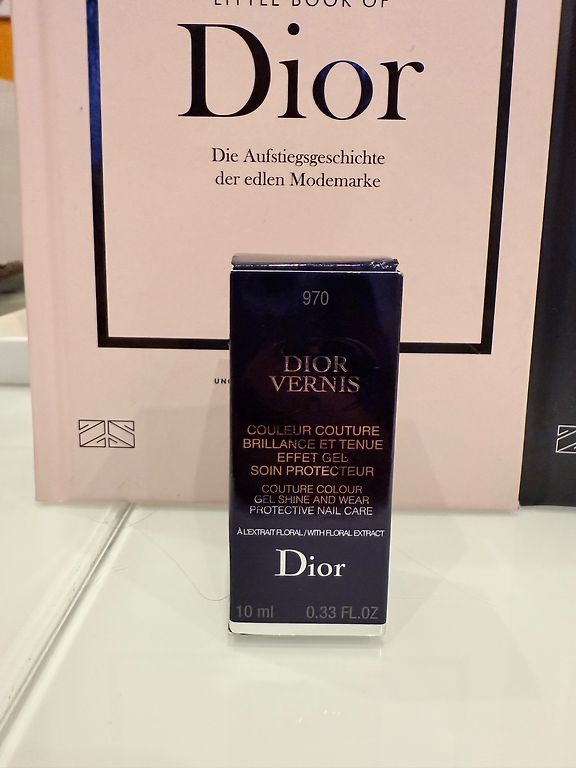 LITTLE BOOK OF
Dior
Die Aufstiegsgeschichte
der edlen Modemarke
970
DIOR
VERNIS
COULEUR COUTURE
BRILLANCE ET TENUE
EFFET GEL
SOIN PROTECTEUR
COUTURE COLOUR
GEL SHINE AND WEAR
PROTECTIVE NAIL CARE
À L'EXTRAIT FLORAL / WITH FLORAL EXTRACT
Dior
10 ml 0.33 FL.OZ